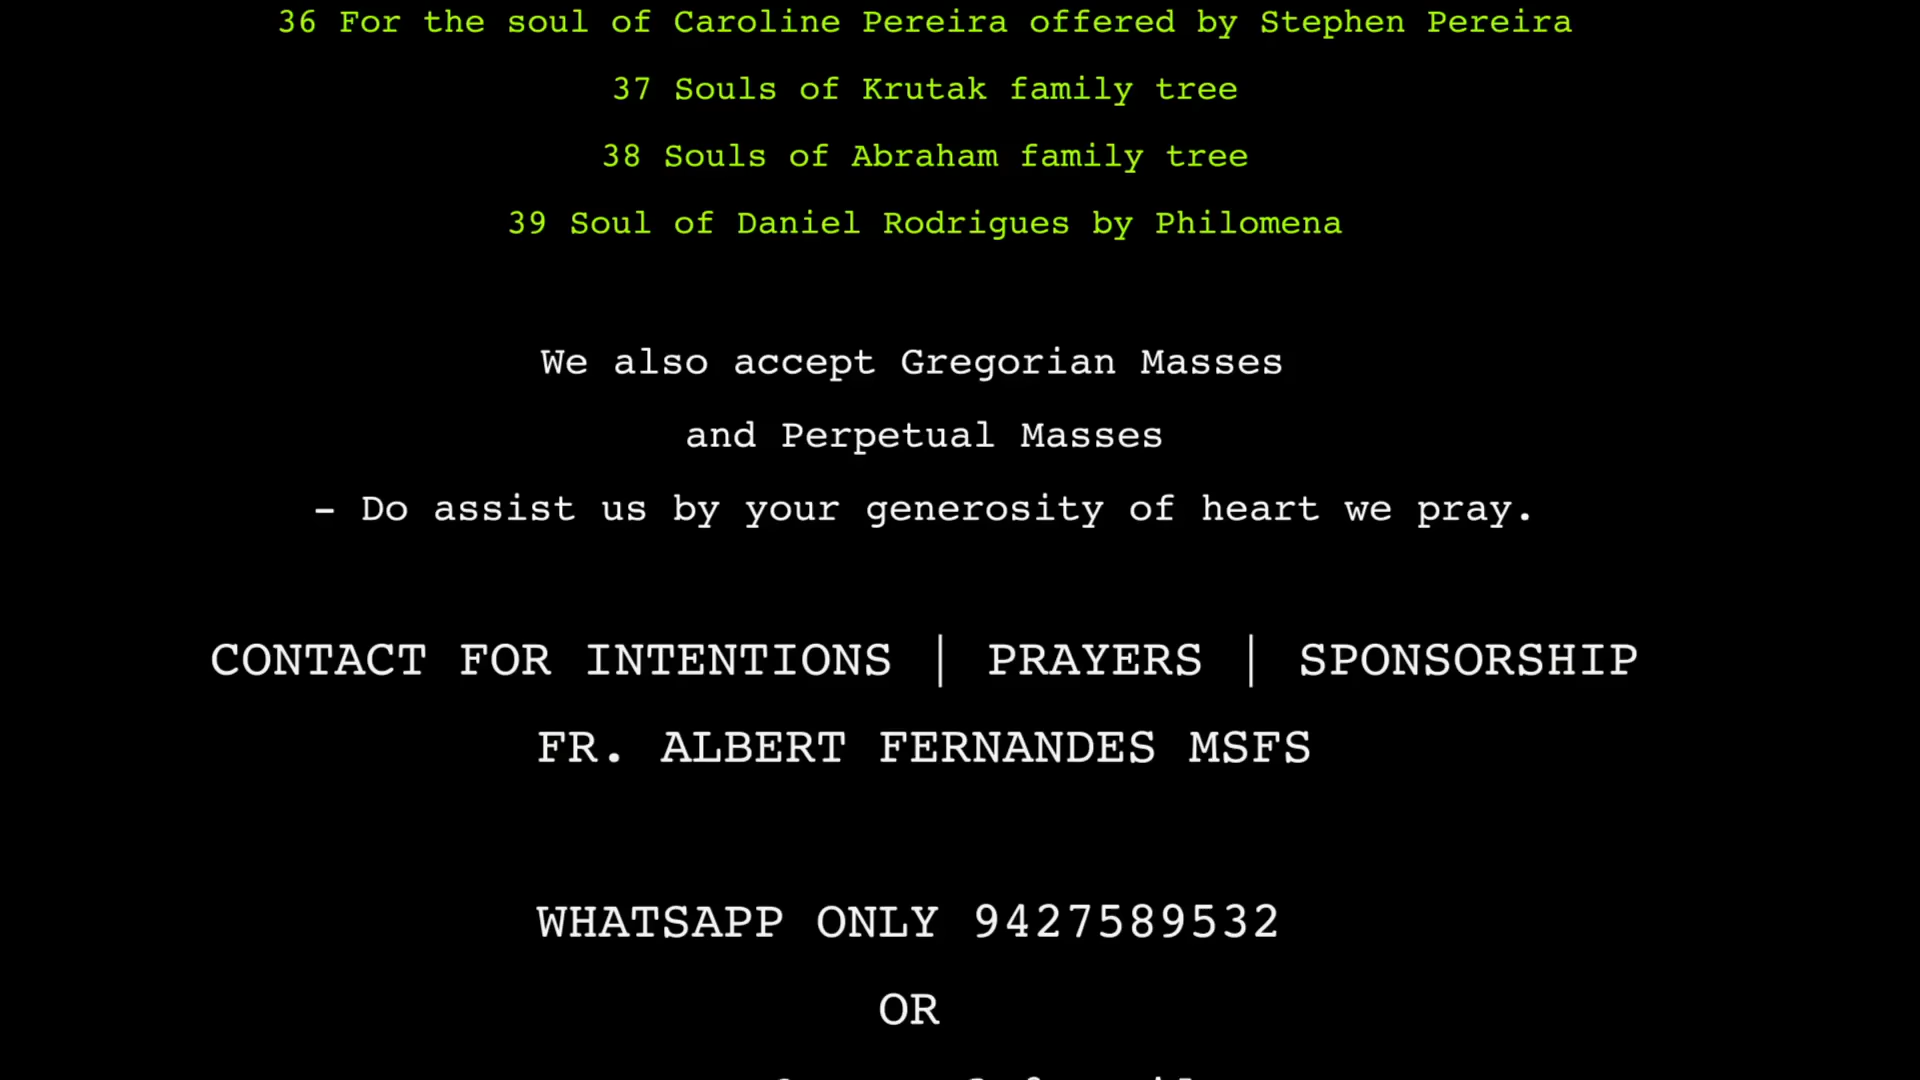 36 For the soul of Caroline Pereira offered by Stephen Pereira
37 Souls of Krutak family tree
38 Souls of Abraham family tree
39 Soul of Daniel Rodrigues by Philomena
We also accept Gregorian Masses
and Perpetual Masses
- Do assist us by your generosity of heart we pray.
CONTACT FOR INTENTIONS | PRAYERS | SPONSORSHIP
FR. ALBERT FERNANDES MSFS
WHATSAPP ONLY 9427589532
OR